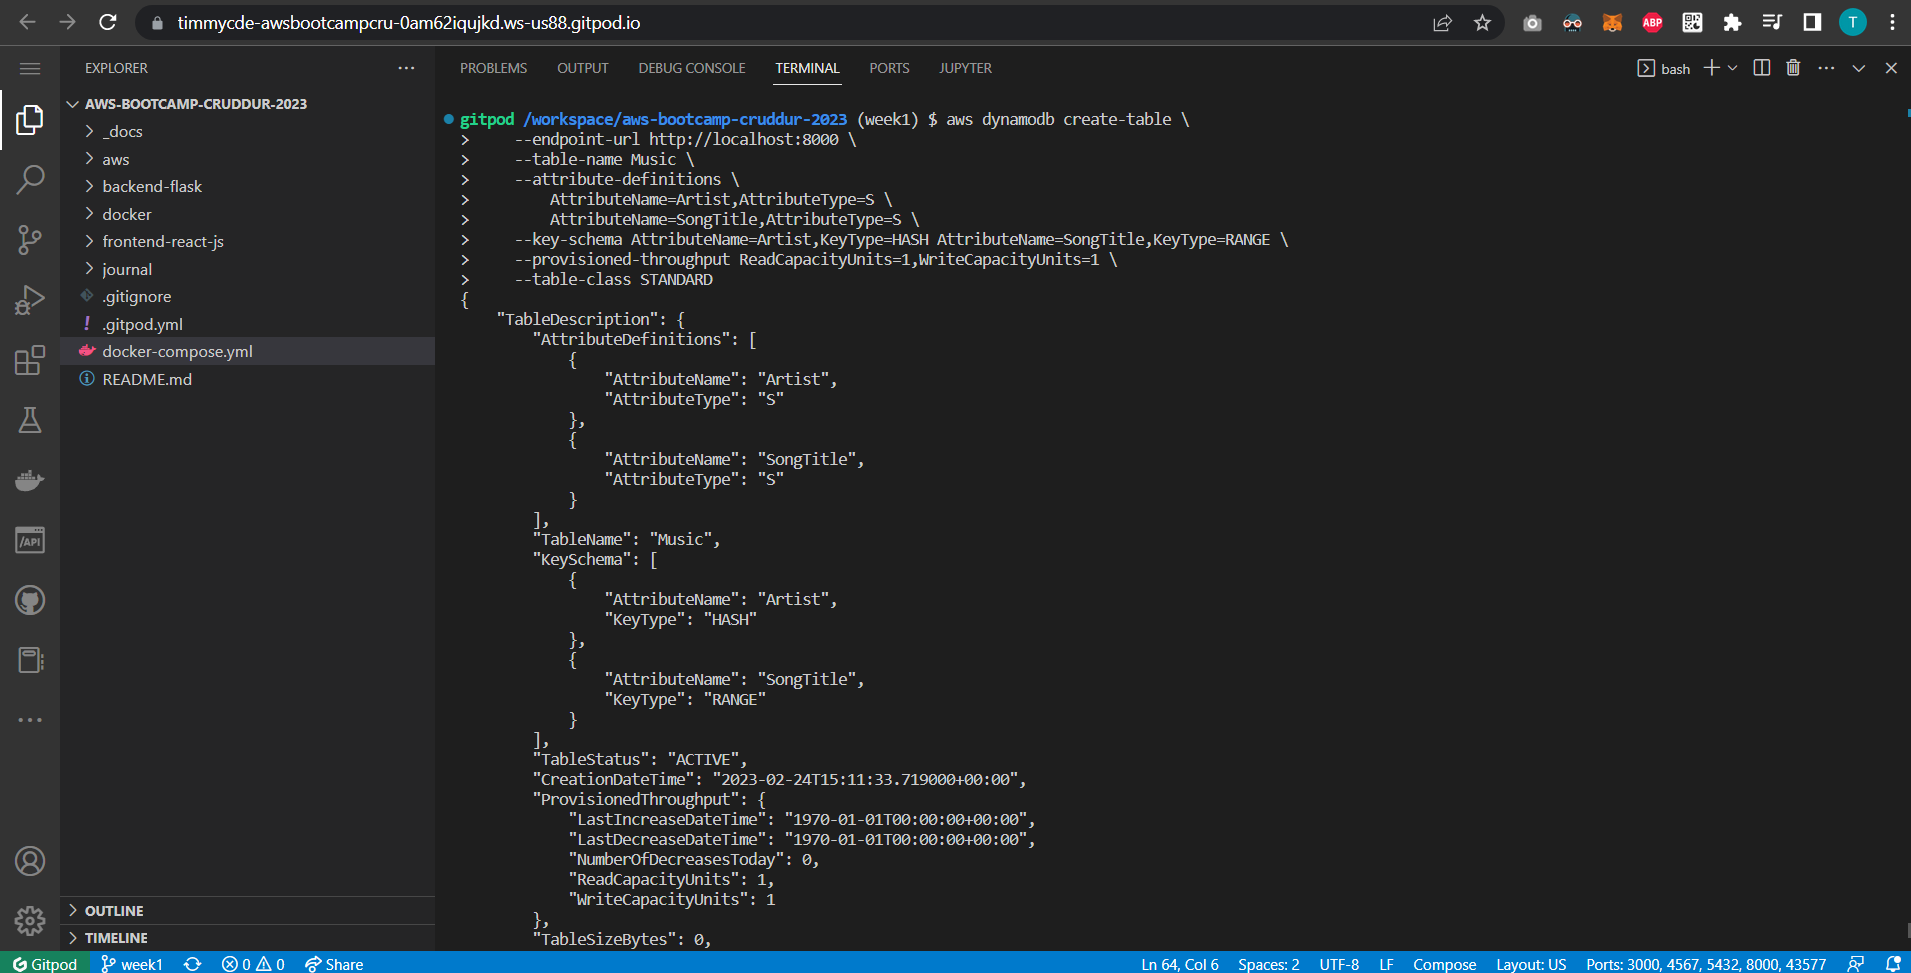 timmycde-awsbootcampcru-0am62iqujkd.ws-us88.gitpod.io
ABP
T
EXPLORER
PROBLEMS OUTPUT DEBUG CONSOLE TERMINAL PORTS JUPYTER
bash
AWS-BOOTCAMP-CRUDDUR-2023
_docs
aws
backend-flask
docker
frontend-react-js
journal
.gitignore
! .gitpod.yml
docker-compose.yml
README.md
/API
OUTLINE
TIMELINE
gitpod /workspace/aws-bootcamp-cruddur-2023 (week1) $ aws dynamodb create-table \
>     --endpoint-url http://localhost:8000 \
>     --table-name Music \
>     --attribute-definitions \
>         AttributeName=Artist,AttributeType=S \
>         AttributeName=SongTitle,AttributeType=S \
>     --key-schema AttributeName=Artist,KeyType=HASH AttributeName=SongTitle,KeyType=RANGE \
>     --provisioned-throughput ReadCapacityUnits=1,WriteCapacityUnits=1 \
>     --table-class STANDARD
{
    "TableDescription": {
        "AttributeDefinitions": [
            {
                "AttributeName": "Artist",
                "AttributeType": "S"
            },
            {
                "AttributeName": "SongTitle",
                "AttributeType": "S"
            }
        ],
        "TableName": "Music",
        "KeySchema": [
            {
                "AttributeName": "Artist",
                "KeyType": "HASH"
            },
            {
                "AttributeName": "SongTitle",
                "KeyType": "RANGE"
            }
        ],
        "TableStatus": "ACTIVE",
        "CreationDateTime": "2023-02-24T15:11:33.719000+00:00",
        "ProvisionedThroughput": {
            "LastIncreaseDateTime": "1970-01-01T00:00:00+00:00",
            "LastDecreaseDateTime": "1970-01-01T00:00:00+00:00",
            "NumberOfDecreasesToday": 0,
            "ReadCapacityUnits": 1,
            "WriteCapacityUnits": 1
        },
        "TableSizeBytes": 0,
Gitpod week1 0 0 Share Ln 64, Col 6 Spaces: 2 UTF-8 LF Compose Layout: US Ports: 3000, 4567, 5432, 8000, 43577